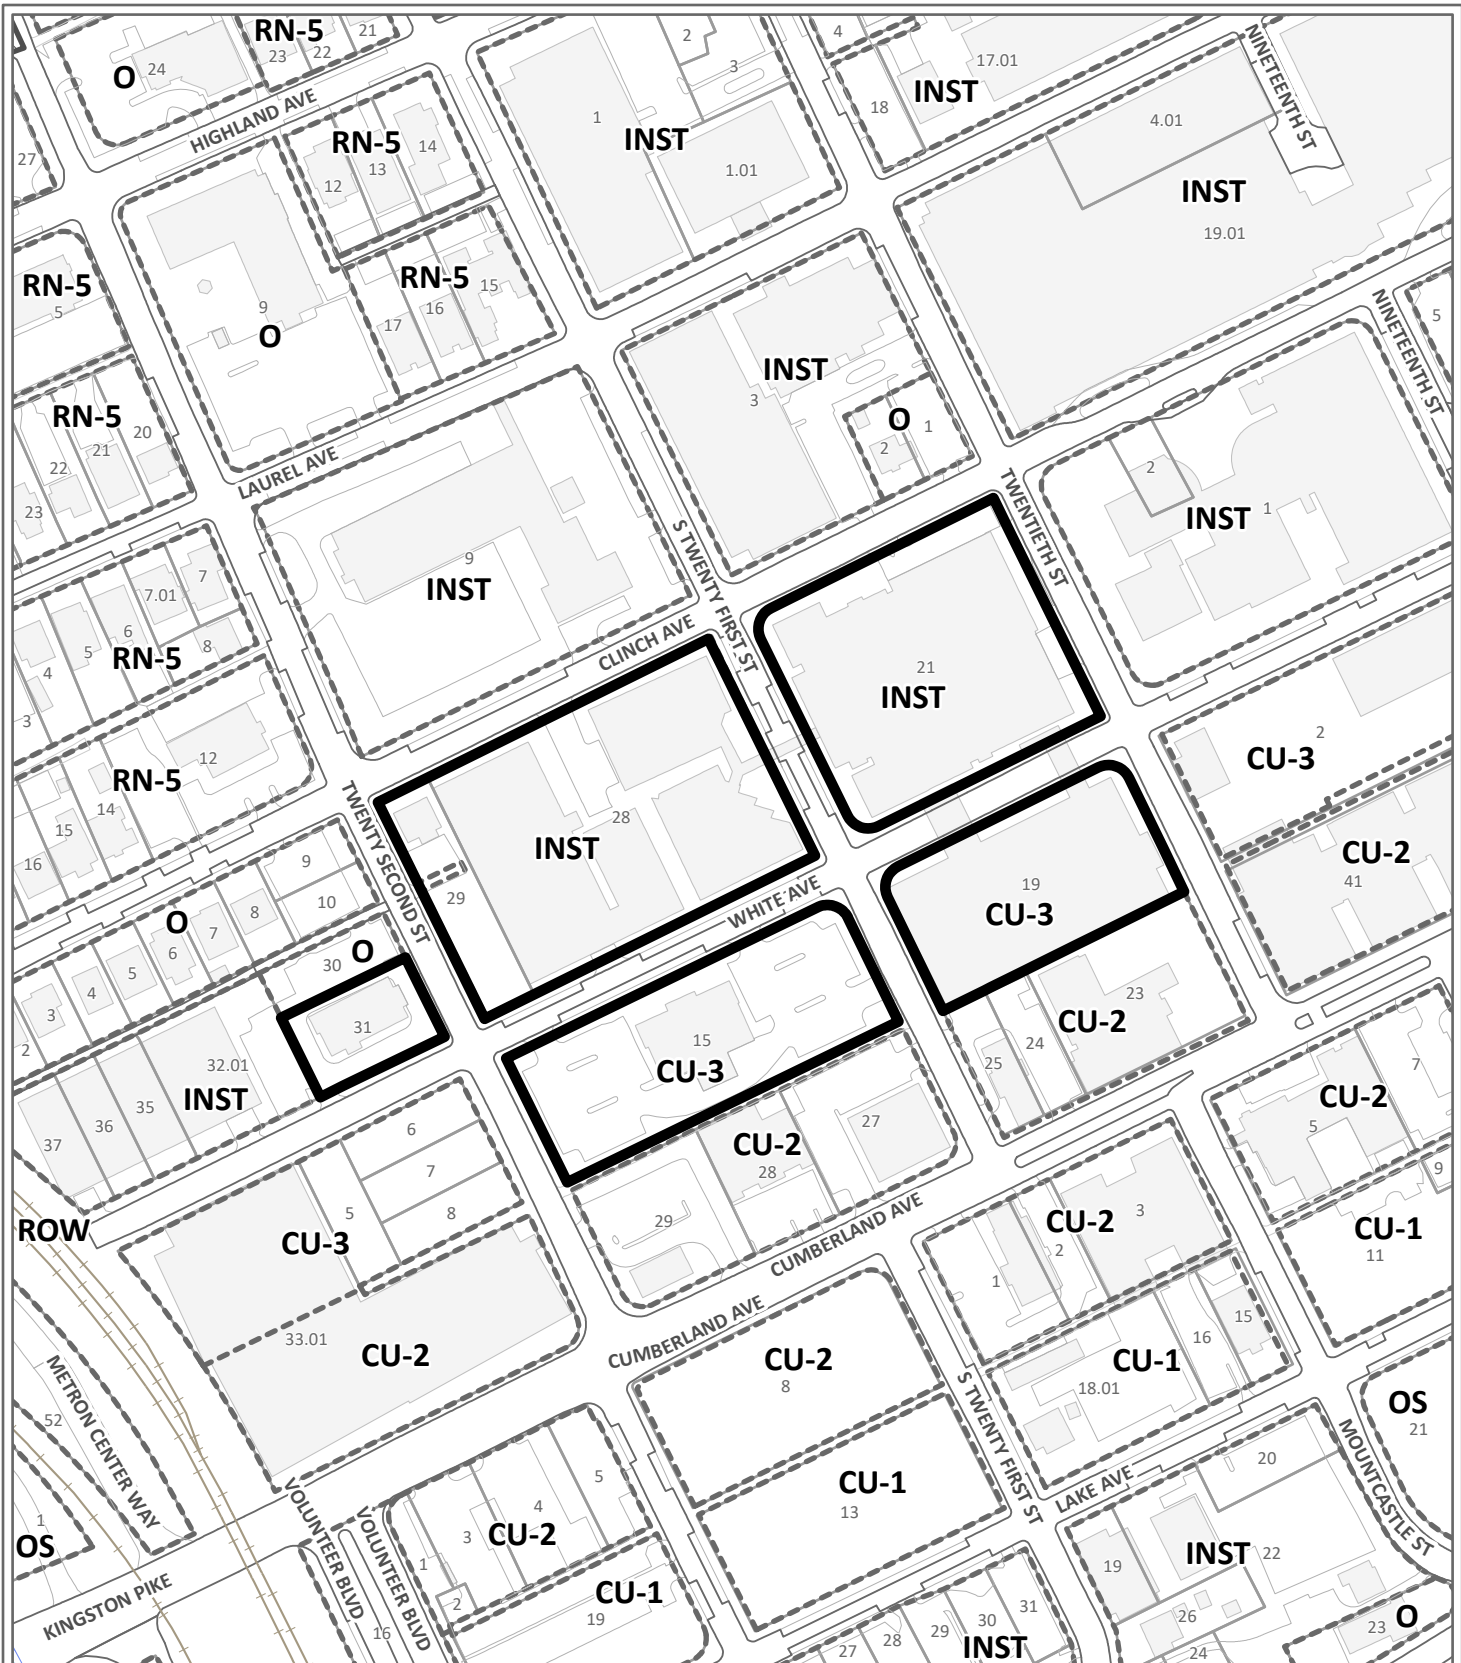 RN-5
23
22
21
O
24
HIGHLAND AVE
27
2
3
1
INST
1.01
4
18
17.01
INST
NINETEENTH ST
4.01
INST
19.01
RN-5
12
13
14
RN-5
17
16
15
9
O
RN-5
5
RN-5
20
21
22
23
LAUREL AVE
INST
3
O
2
1
NINETEENTH ST
5
TWENTIETH ST
2
INST
1
9
INST
S TWENTY FIRST ST
CLINCH AVE
7
7.01
6
5
4
3
8
RN-5
12
RN-5
14
15
16
21
INST
2
CU-3
CU-2
41
TWENTY SECOND ST
INST
28
29
WHITE AVE
19
CU-3
9
10
O
8
7
6
5
4
3
2
O
30
31
32.01
INST
35
36
37
15
CU-3
23
CU-2
24
25
7
CU-2
5
9
CU-1
11
6
7
8
5
CU-3
ROW
33.01
CU-2
CU-2
28
27
29
CUMBERLAND AVE
CUMBERLAND AVE
CU-2
3
2
1
15
16
CU-1
18.01
CU-2
8
CU-1
13
S TWENTY FIRST ST
LAKE AVE
OS
21
MOUNTCASTLE ST
METRON CENTER WAY
52
1
OS
KINGSTON PIKE
VOLUNTEER BLVD
VOLUNTEER BLVD
16
5
4
3
CU-2
1
2
CU-1
19
20
19
INST
22
26
24
23
O
31
30
29
28
27
INST